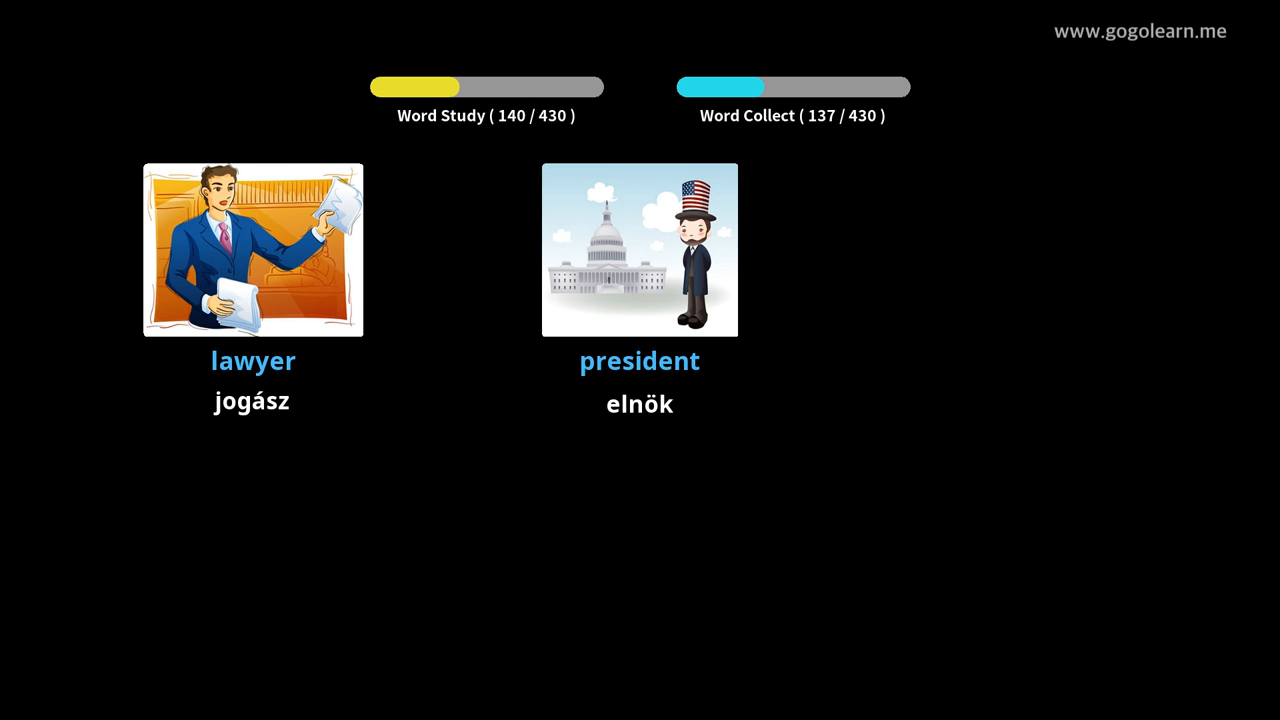 www.gogolearn.me
Word Study ( 140 / 430 )
Word Collect ( 137 / 430 )
lawyer
jogász
president
elnök